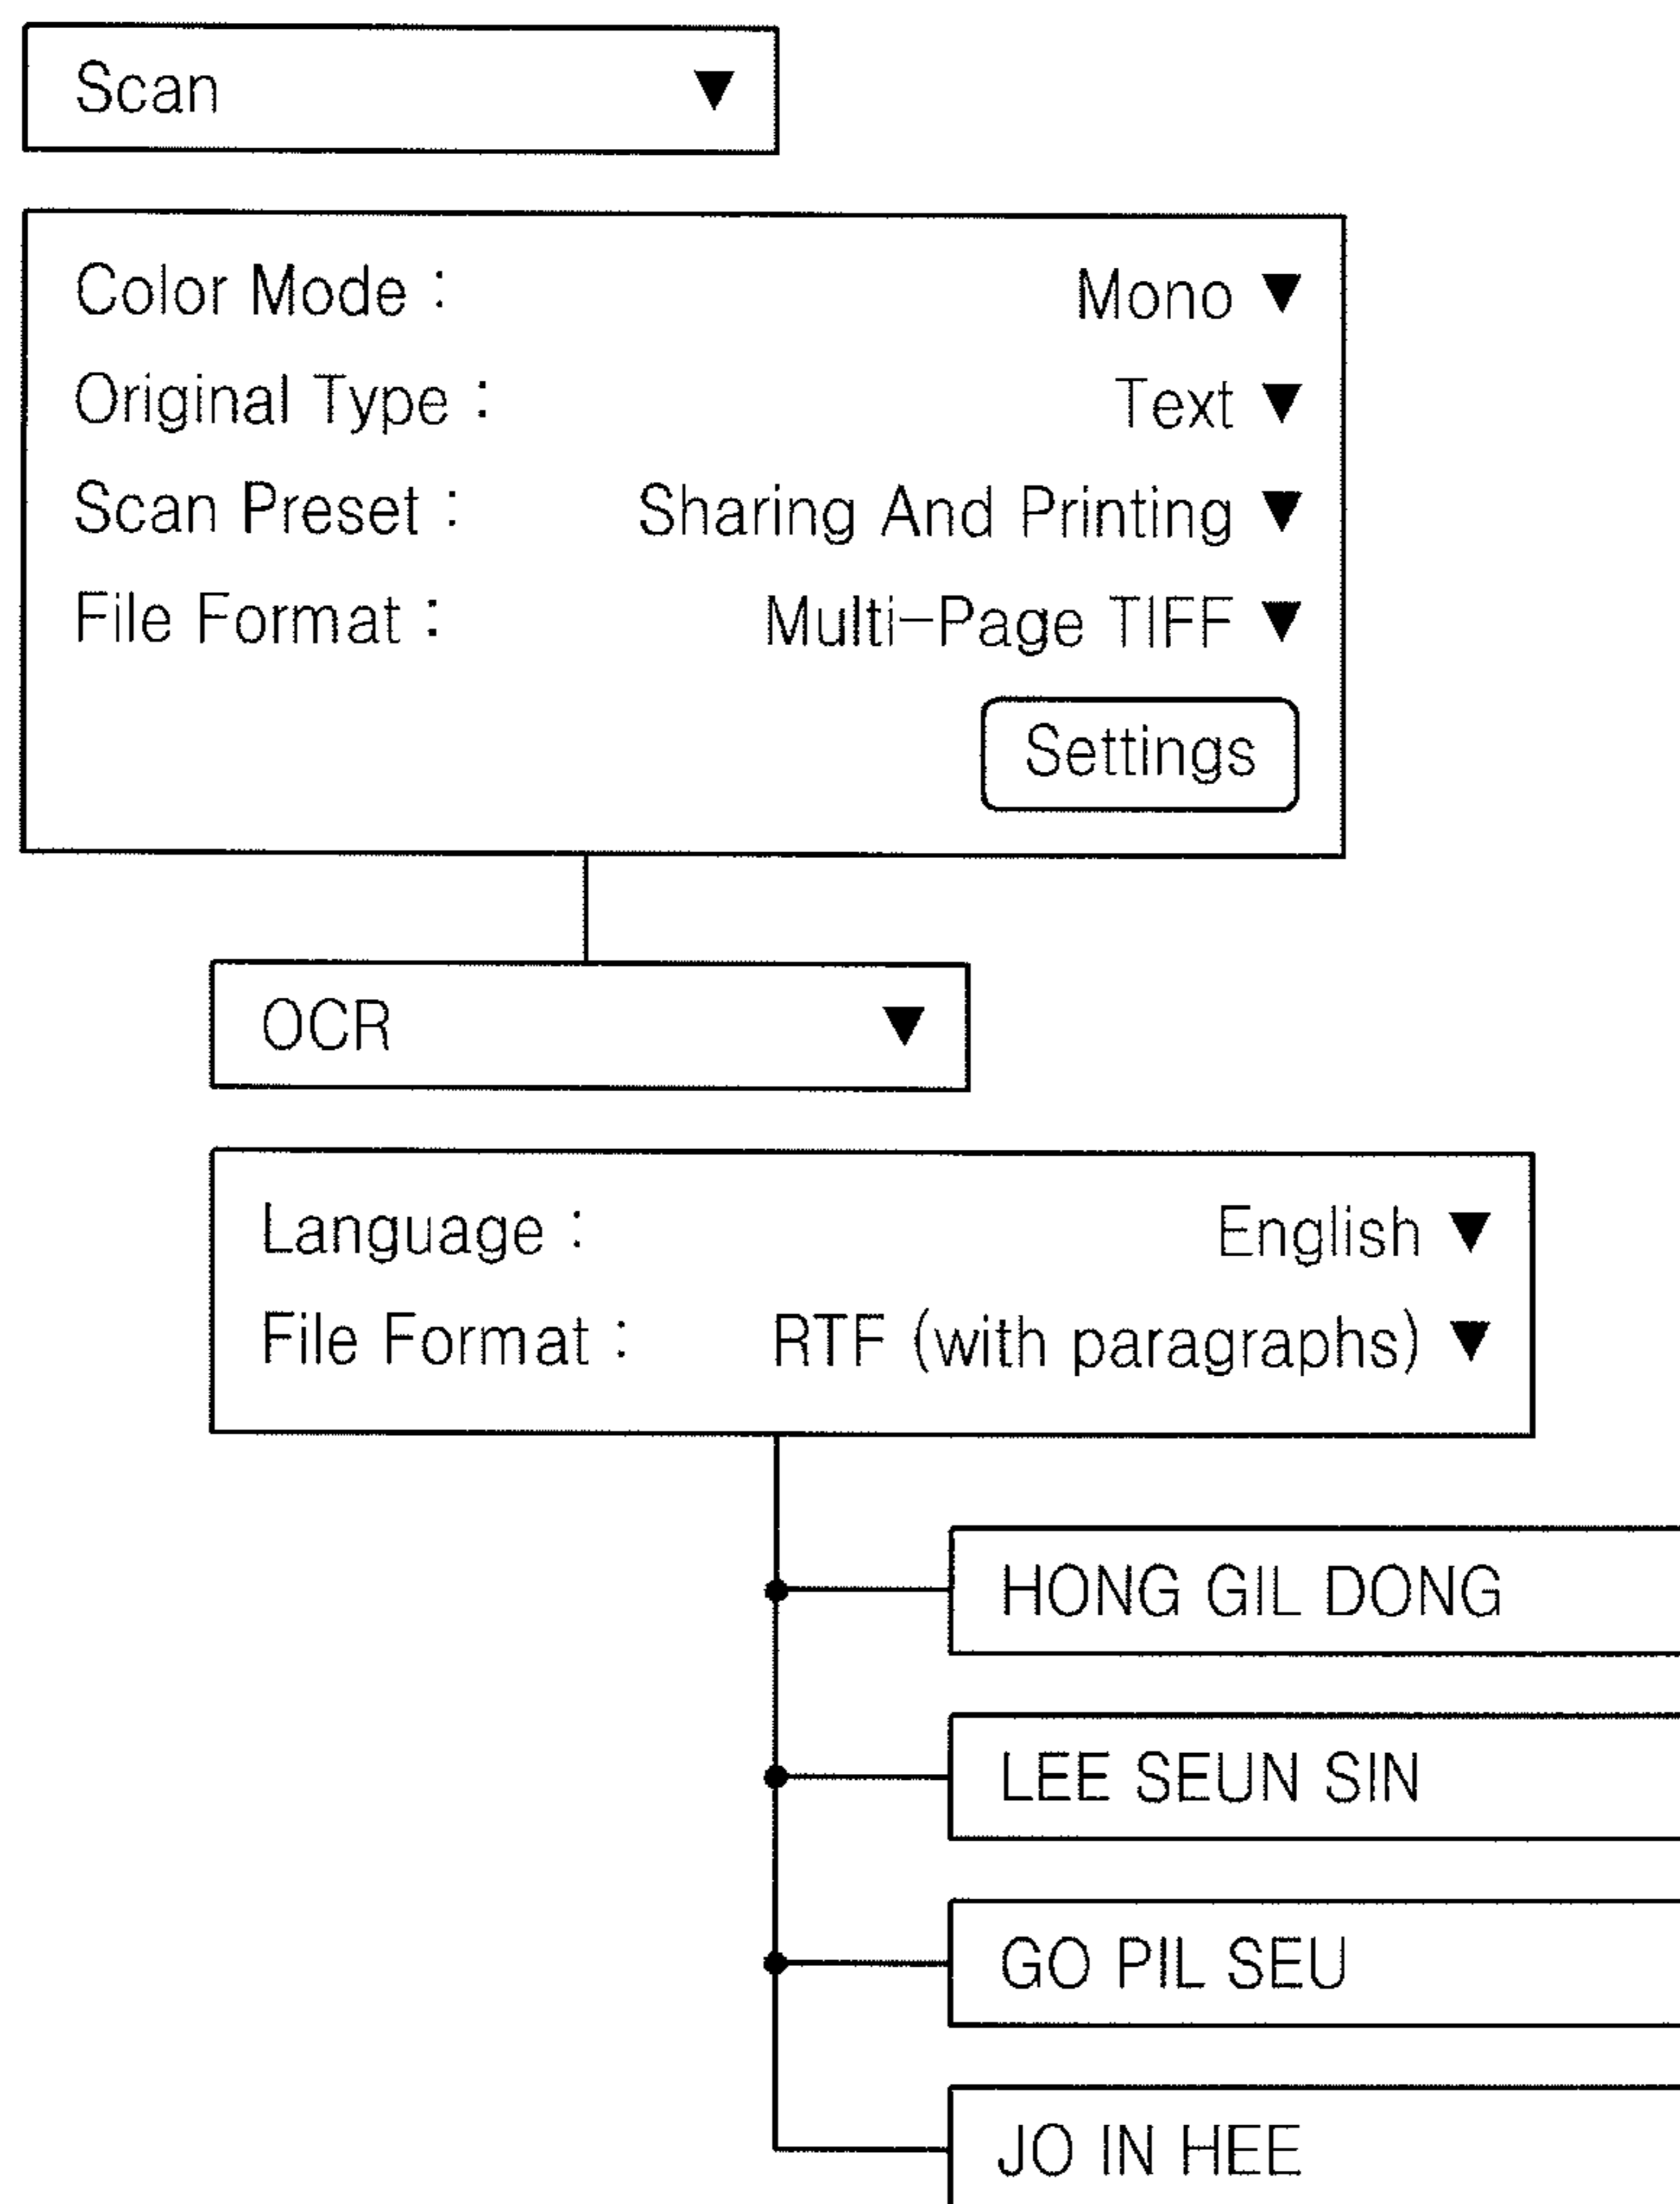 Scan ▼
Color Mode : Mono ▼
Original Type : Text ▼
Scan Preset : Sharing And Printing ▼
File Format : Multi-Page TIFF ▼
Settings
OCR ▼
Language : English ▼
File Format : RTF (with paragraphs) ▼
HONG GIL DONG
LEE SEUN SIN
GO PIL SEU
JO IN HEE